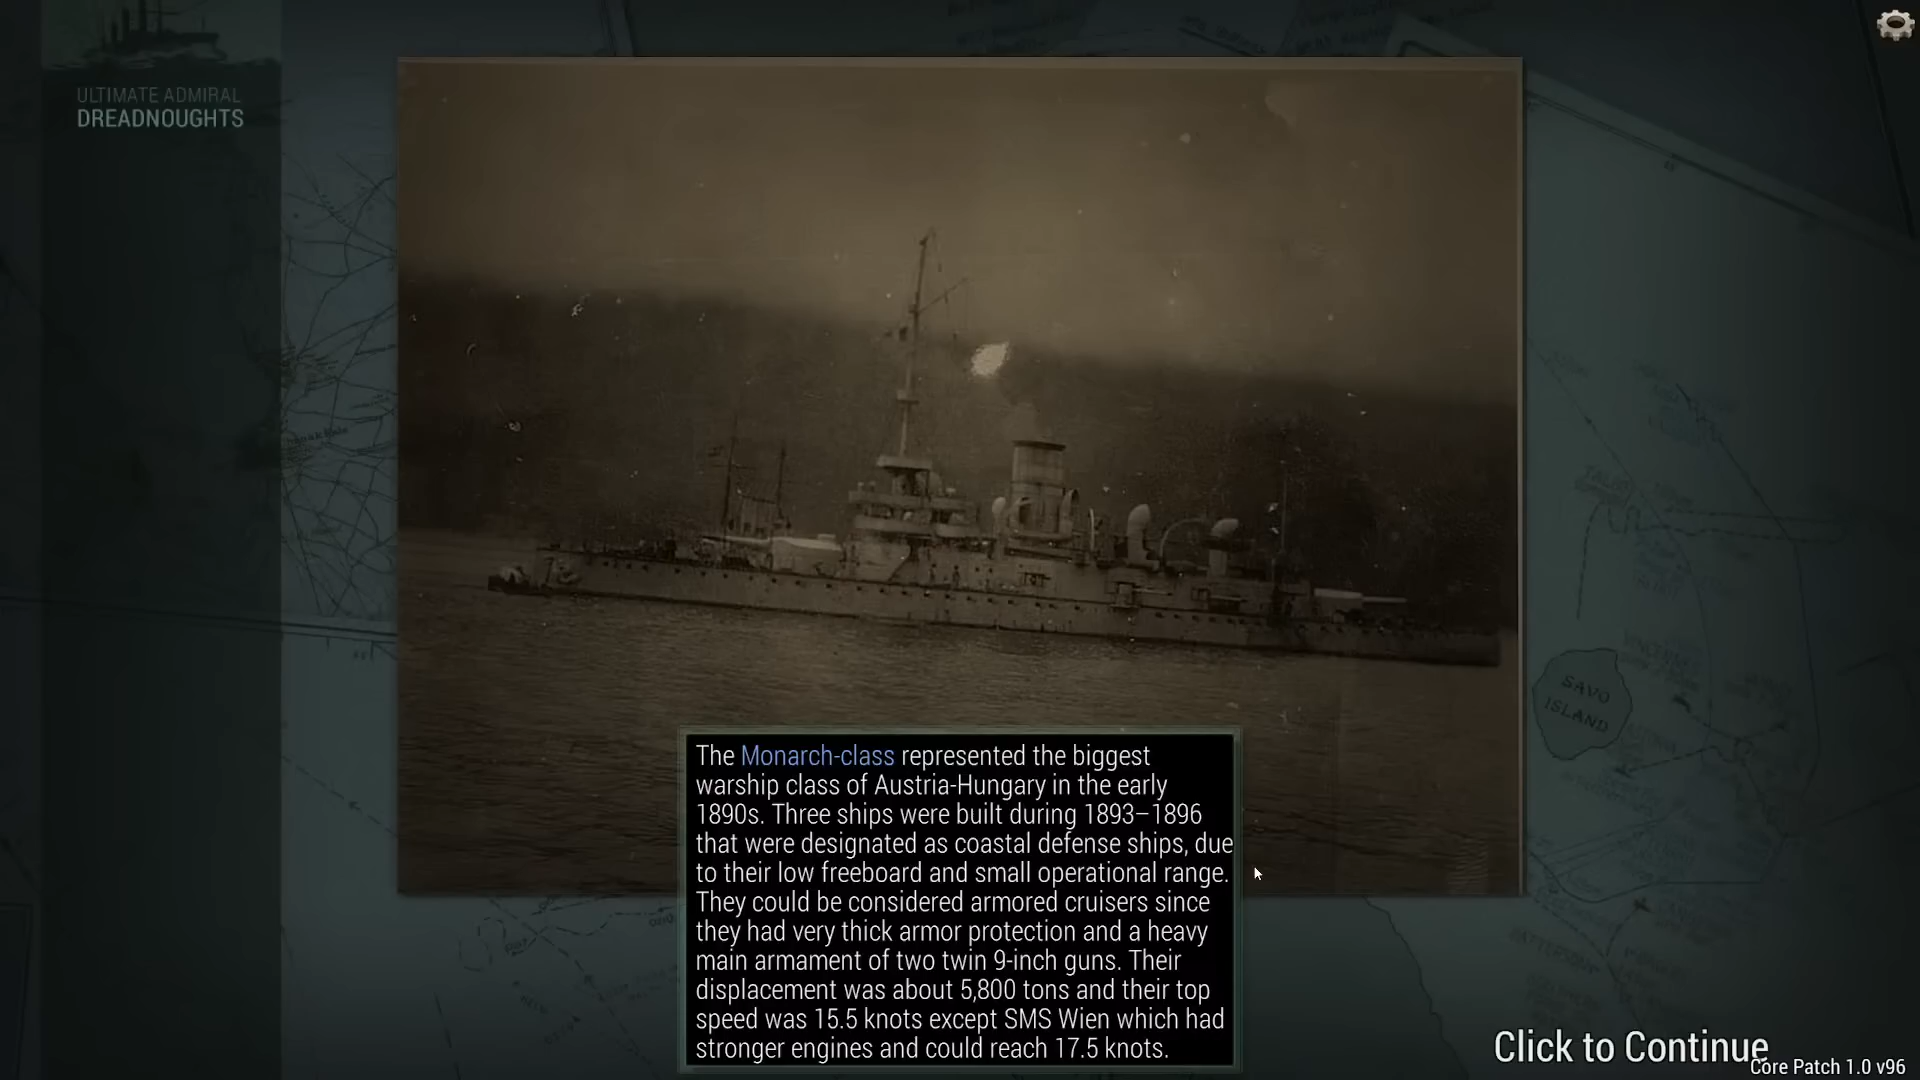 ULTIMATE ADMIRAL
DREADNOUGHTS
SAVO
ISLAND
The Monarch-class represented the biggest
warship class of Austria-Hungary in the early
1890s. Three ships were built during 1893–1896
that were designated as coastal defense ships, due
to their low freeboard and small operational range.
They could be considered armored cruisers since
they had very thick armor protection and a heavy
main armament of two twin 9-inch guns. Their
displacement was about 5,800 tons and their top
speed was 15.5 knots except SMS Wien which had
stronger engines and could reach 17.5 knots.
Click to Continue
Core Patch 1.0 v96